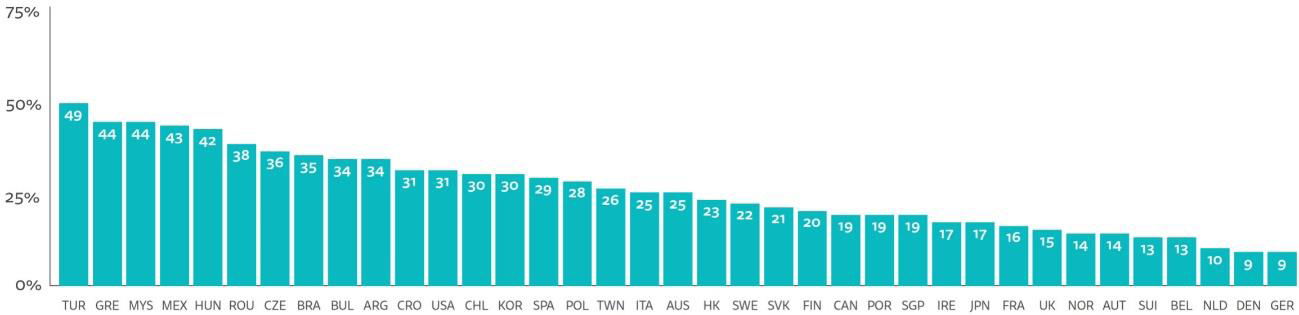 75%
50%
25%
0%
49 44 44 43 42 38 36 35 34 34 31 31 30 30 29 28 26 25 25 23 22 21 20 19 19 19 17 17 16 15 14 14 13 13 10 9 9
TUR GRE MYS MEX HUN ROU CZE BRA BUL ARG CRO USA CHL KOR SPA POL TWN ITA AUS HK SWE SVK FIN CAN POR SGP IRE JPN FRA UK NOR AUT SUI BEL NLD DEN GER